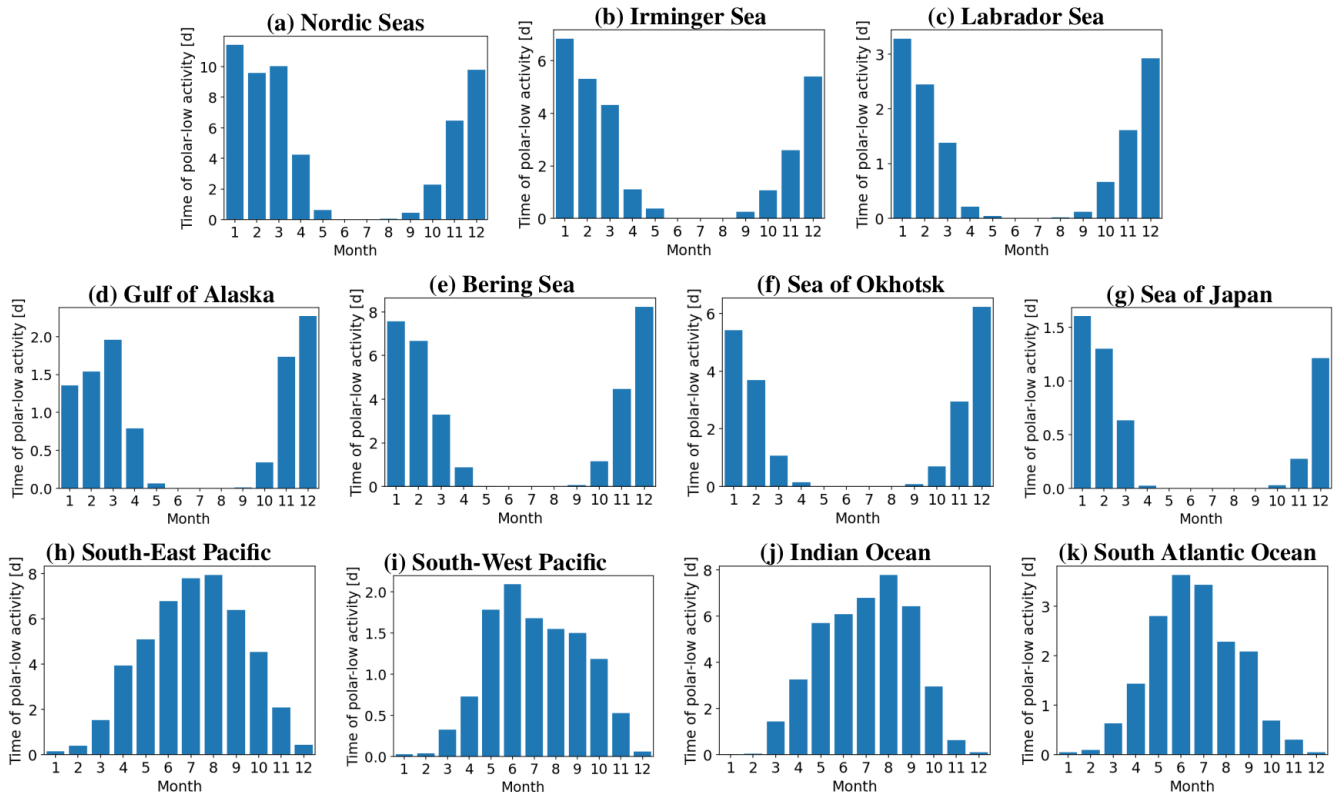 (a) Nordic Seas
Time of polar-low activity [d]
10
8
6
4
2
0
1 2 3 4 5 6 7 8 9 10 11 12
Month
(b) Irminger Sea
Time of polar-low activity [d]
6
4
2
0
1 2 3 4 5 6 7 8 9 10 11 12
Month
(c) Labrador Sea
Time of polar-low activity [d]
3
2
1
0
1 2 3 4 5 6 7 8 9 10 11 12
Month
(d) Gulf of Alaska
Time of polar-low activity [d]
2.0
1.5
1.0
0.5
0.0
1 2 3 4 5 6 7 8 9 10 11 12
Month
(e) Bering Sea
Time of polar-low activity [d]
8
6
4
2
0
1 2 3 4 5 6 7 8 9 10 11 12
Month
(f) Sea of Okhotsk
Time of polar-low activity [d]
6
4
2
0
1 2 3 4 5 6 7 8 9 10 11 12
Month
(g) Sea of Japan
Time of polar-low activity [d]
1.5
1.0
0.5
0.0
1 2 3 4 5 6 7 8 9 10 11 12
Month
(h) South-East Pacific
Time of polar-low activity [d]
8
6
4
2
0
1 2 3 4 5 6 7 8 9 10 11 12
Month
(i) South-West Pacific
Time of polar-low activity [d]
2.0
1.5
1.0
0.5
0.0
1 2 3 4 5 6 7 8 9 10 11 12
Month
(j) Indian Ocean
Time of polar-low activity [d]
8
6
4
2
0
1 2 3 4 5 6 7 8 9 10 11 12
Month
(k) South Atlantic Ocean
Time of polar-low activity [d]
3
2
1
0
1 2 3 4 5 6 7 8 9 10 11 12
Month